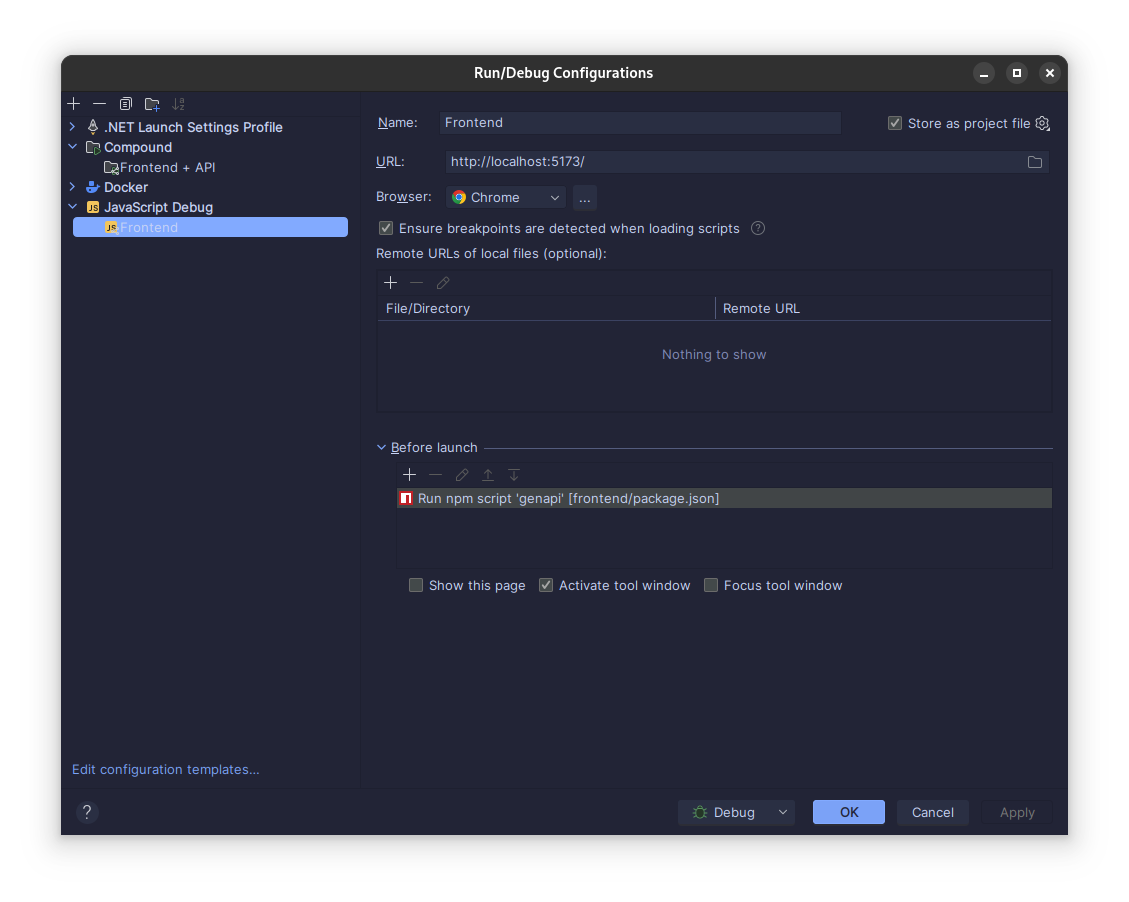 Run/Debug Configurations
.NET Launch Settings Profile
Compound
Frontend + API
Docker
JavaScript Debug
Frontend
Edit configuration templates...
Name: Frontend Store as project file
URL: http://localhost:5173/
Browser: Chrome ...
Ensure breakpoints are detected when loading scripts ?
Remote URLs of local files (optional):
File/Directory Remote URL
Nothing to show
Before launch
Run npm script 'genapi' [frontend/package.json]
Show this page Activate tool window Focus tool window
? Debug OK Cancel Apply